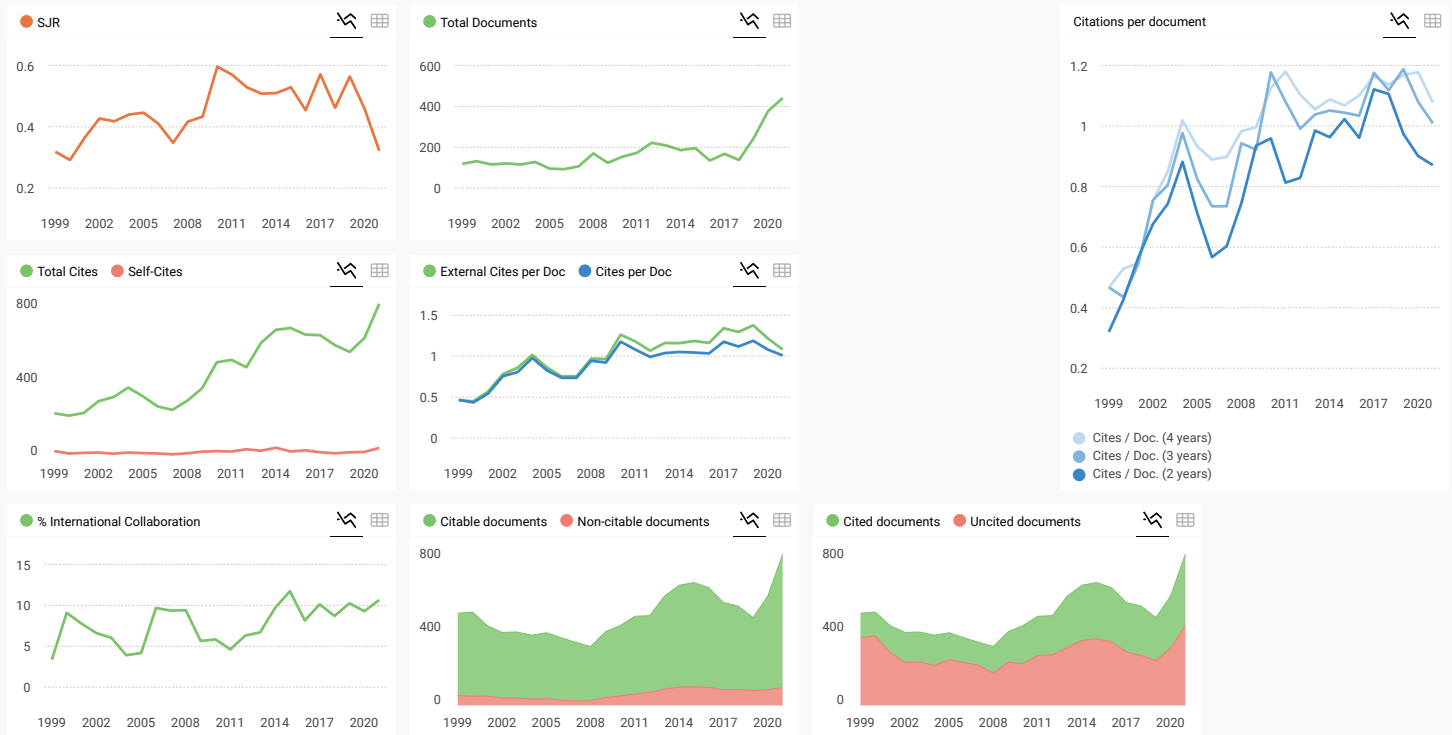 SJR
0.6
0.4
0.2
1999 2002 2005 2008 2011 2014 2017 2020
Total Documents
600
400
200
0
1999 2002 2005 2008 2011 2014 2017 2020
Citations per document
1.2
1
0.8
0.6
0.4
0.2
1999 2002 2005 2008 2011 2014 2017 2020
Cites / Doc. (4 years)
Cites / Doc. (3 years)
Cites / Doc. (2 years)
Total Cites Self-Cites
800
400
0
1999 2002 2005 2008 2011 2014 2017 2020
External Cites per Doc Cites per Doc
1.5
1
0.5
0
1999 2002 2005 2008 2011 2014 2017 2020
% International Collaboration
15
10
5
0
1999 2002 2005 2008 2011 2014 2017 2020
Citable documents Non-citable documents
800
400
0
1999 2002 2005 2008 2011 2014 2017 2020
Cited documents Uncited documents
800
400
0
1999 2002 2005 2008 2011 2014 2017 2020